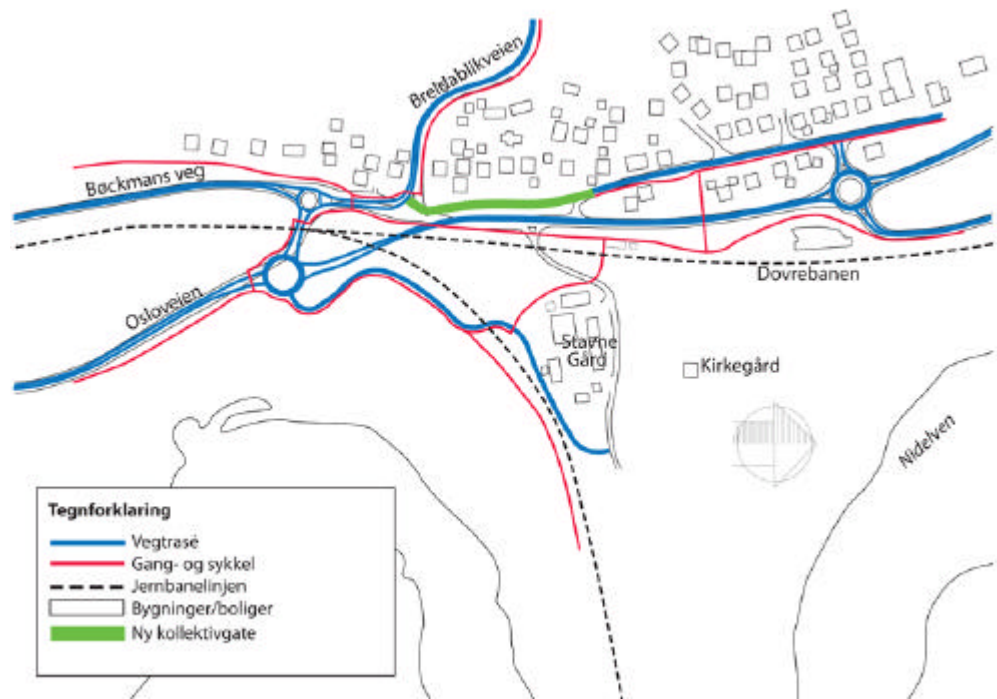 Breidablikveien
Bøckmans veg
Osloveien
Dovrebanen
Stavne
Gård
Kirkegård
Nidelven
Tegnforklaring
Vegtrasé
Gang- og sykkel
Jernbanelinjen
Bygninger/boliger
Ny kollektivgate